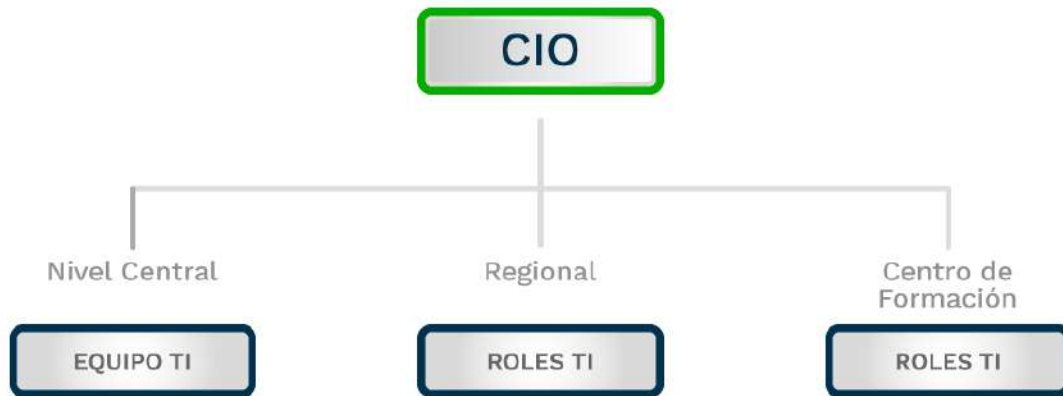 CIO
Nivel Central
Regional
Centro de
Formación
EQUIPO TI
ROLES TI
ROLES TI